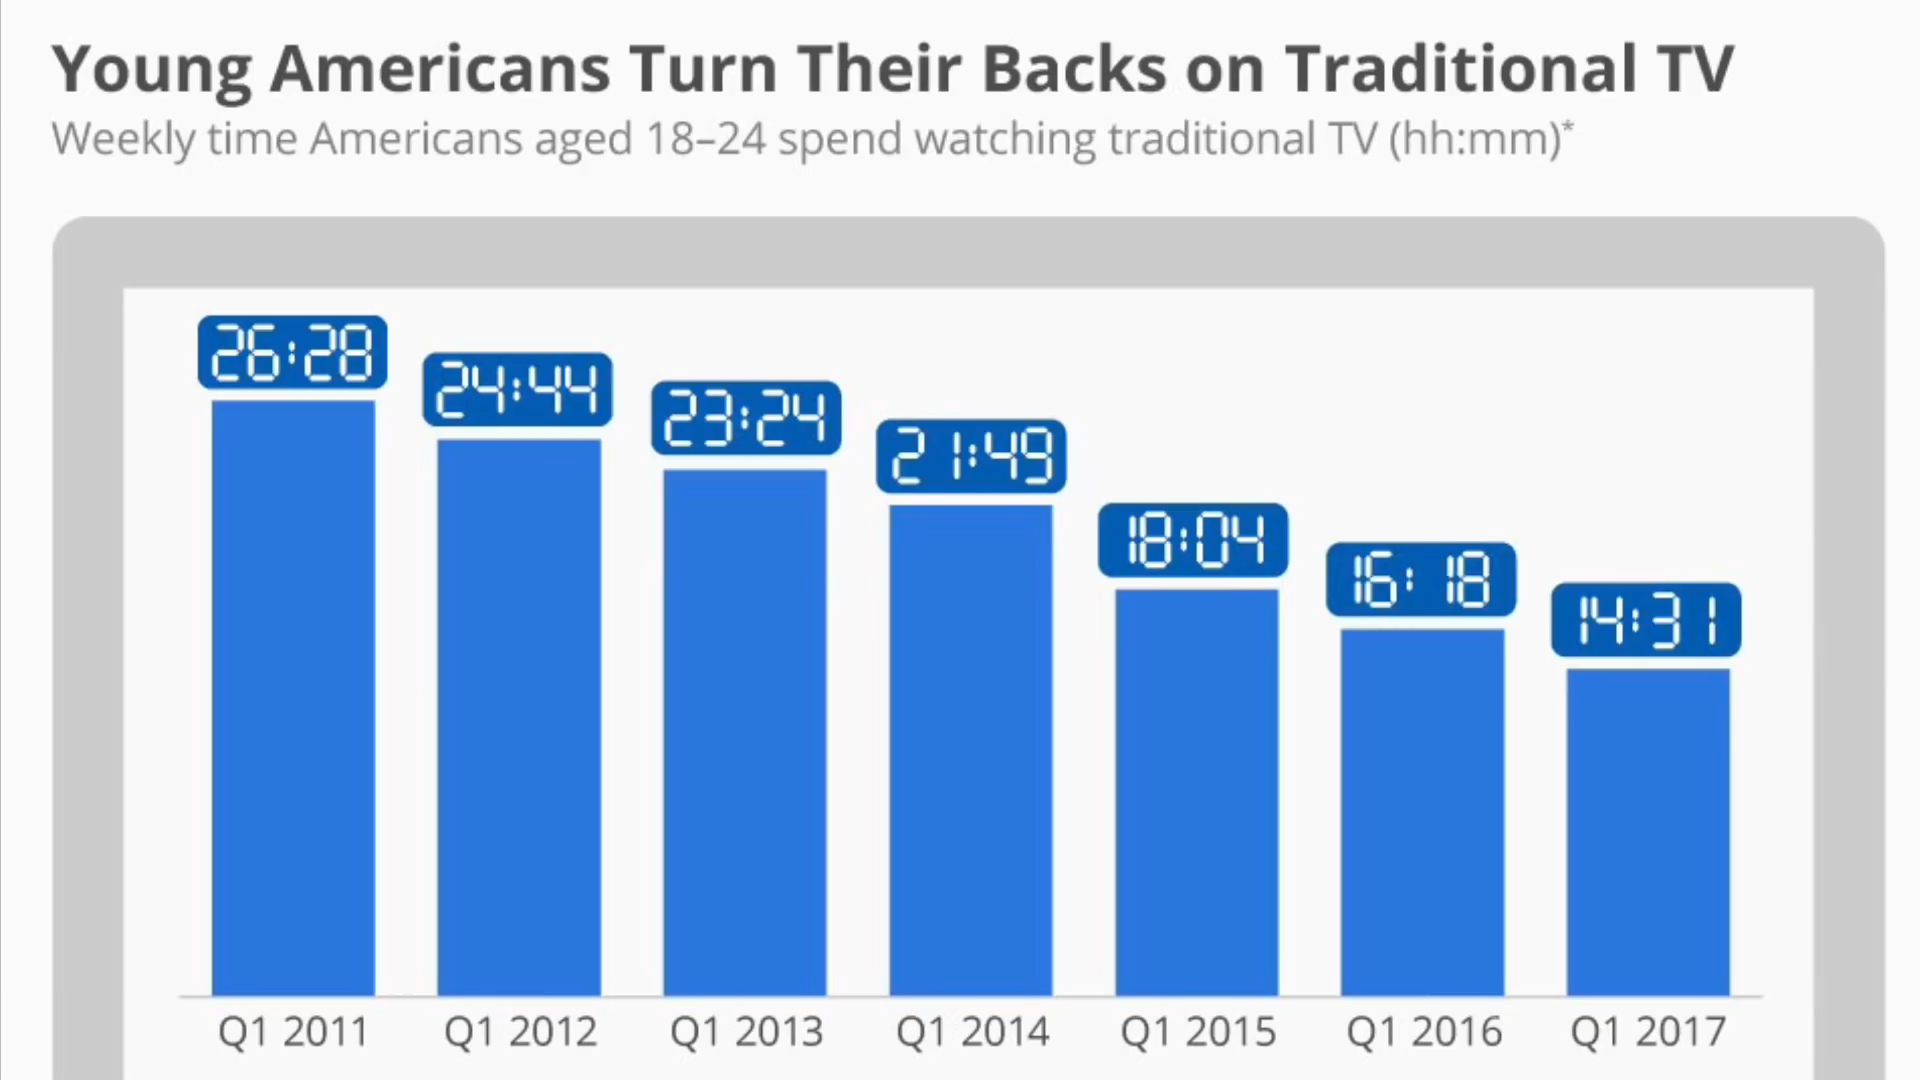 Young Americans Turn Their Backs on Traditional TV
Weekly time Americans aged 18–24 spend watching traditional TV (hh:mm)*
26:28
24:44
23:24
21:49
18:04
16:18
14:31
Q1 2011 Q1 2012 Q1 2013 Q1 2014 Q1 2015 Q1 2016 Q1 2017